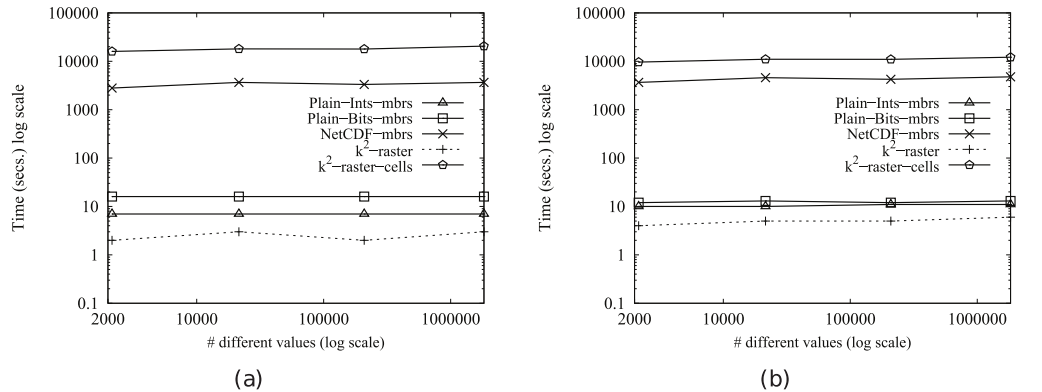 100000
10000
1000
100
10
1
0.1
Time (secs.) log scale
Plain−Ints−mbrs
Plain−Bits−mbrs
NetCDF−mbrs
k²−raster
k²−raster−cells
2000
10000
100000
1000000
# different values (log scale)
(a)
100000
10000
1000
100
10
1
0.1
Time (secs.) log scale
Plain−Ints−mbrs
Plain−Bits−mbrs
NetCDF−mbrs
k²−raster
k²−raster−cells
2000
10000
100000
1000000
# different values (log scale)
(b)